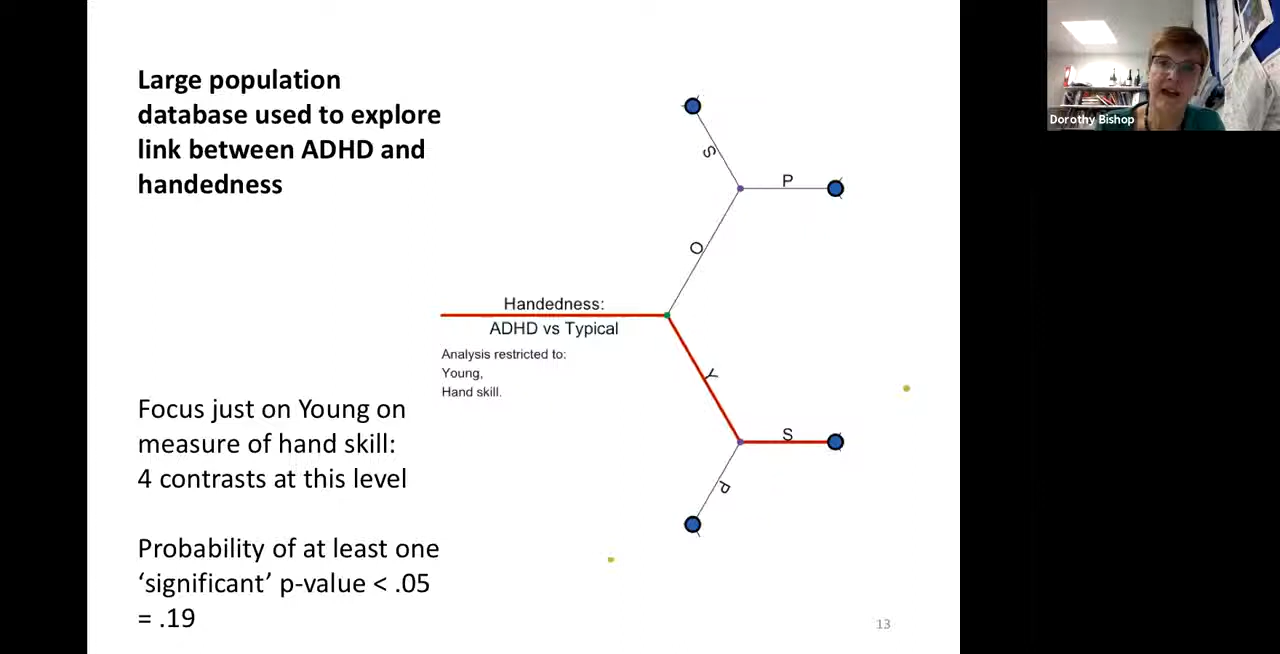 Large population
database used to explore
link between ADHD and
handedness
S
P
O
Handedness:
ADHD vs Typical
Analysis restricted to:
Young,
Hand skill.
Y
S
P
Focus just on Young on
measure of hand skill:
4 contrasts at this level
Probability of at least one
‘significant’ p-value < .05
= .19
13
Dorothy Bishop